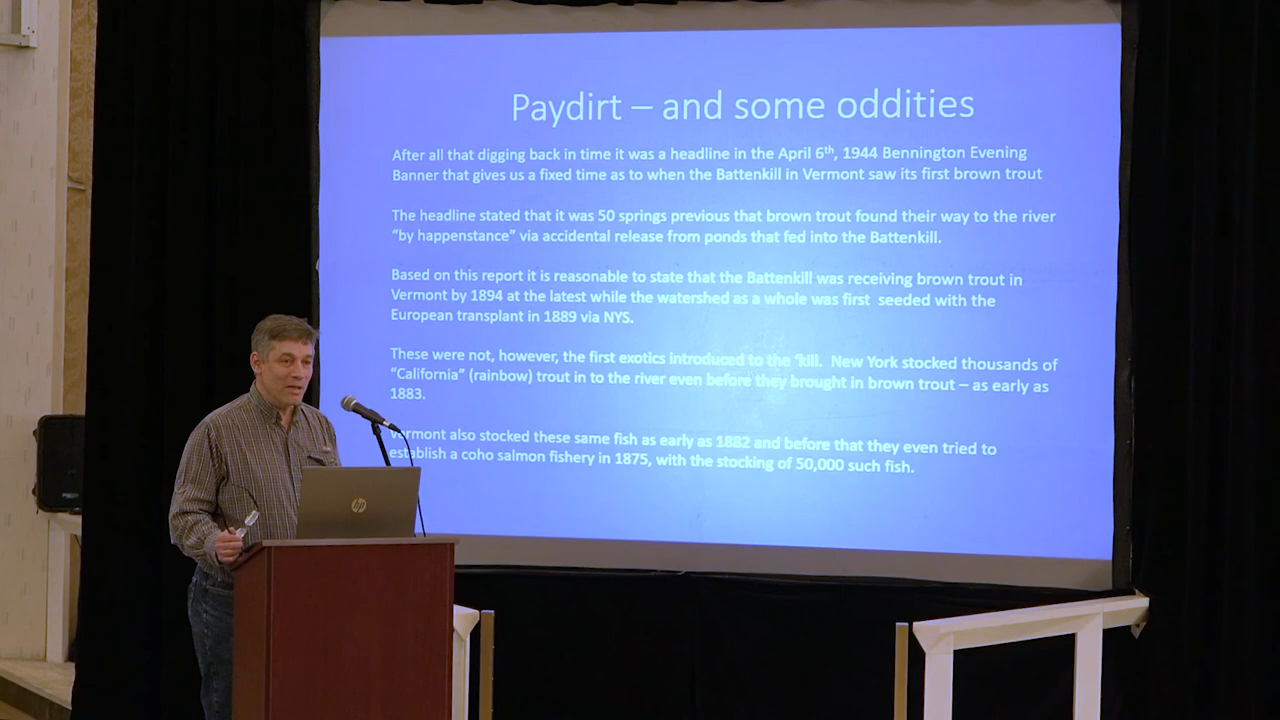 Paydirt – and some oddities
After all that digging back in time it was a headline in the April 6th, 1944 Bennington Evening
Banner that gives us a fixed time as to when the Battenkill in Vermont saw its first brown trout
The headline stated that it was 50 springs previous that brown trout found their way to the river
“by happenstance” via accidental release from ponds that fed into the Battenkill.
Based on this report it is reasonable to state that the Battenkill was receiving brown trout in
Vermont by 1894 at the latest while the watershed as a whole was first seeded with the
European transplant in 1889 via NYS.
These were not, however, the first exotics introduced to the ‘kill. New York stocked thousands of
“California” (rainbow) trout in to the river even before they brought in brown trout – as early as
1883.
Vermont also stocked these same fish as early as 1882 and before that they even tried to
establish a coho salmon fishery in 1875, with the stocking of 50,000 such fish.
hp